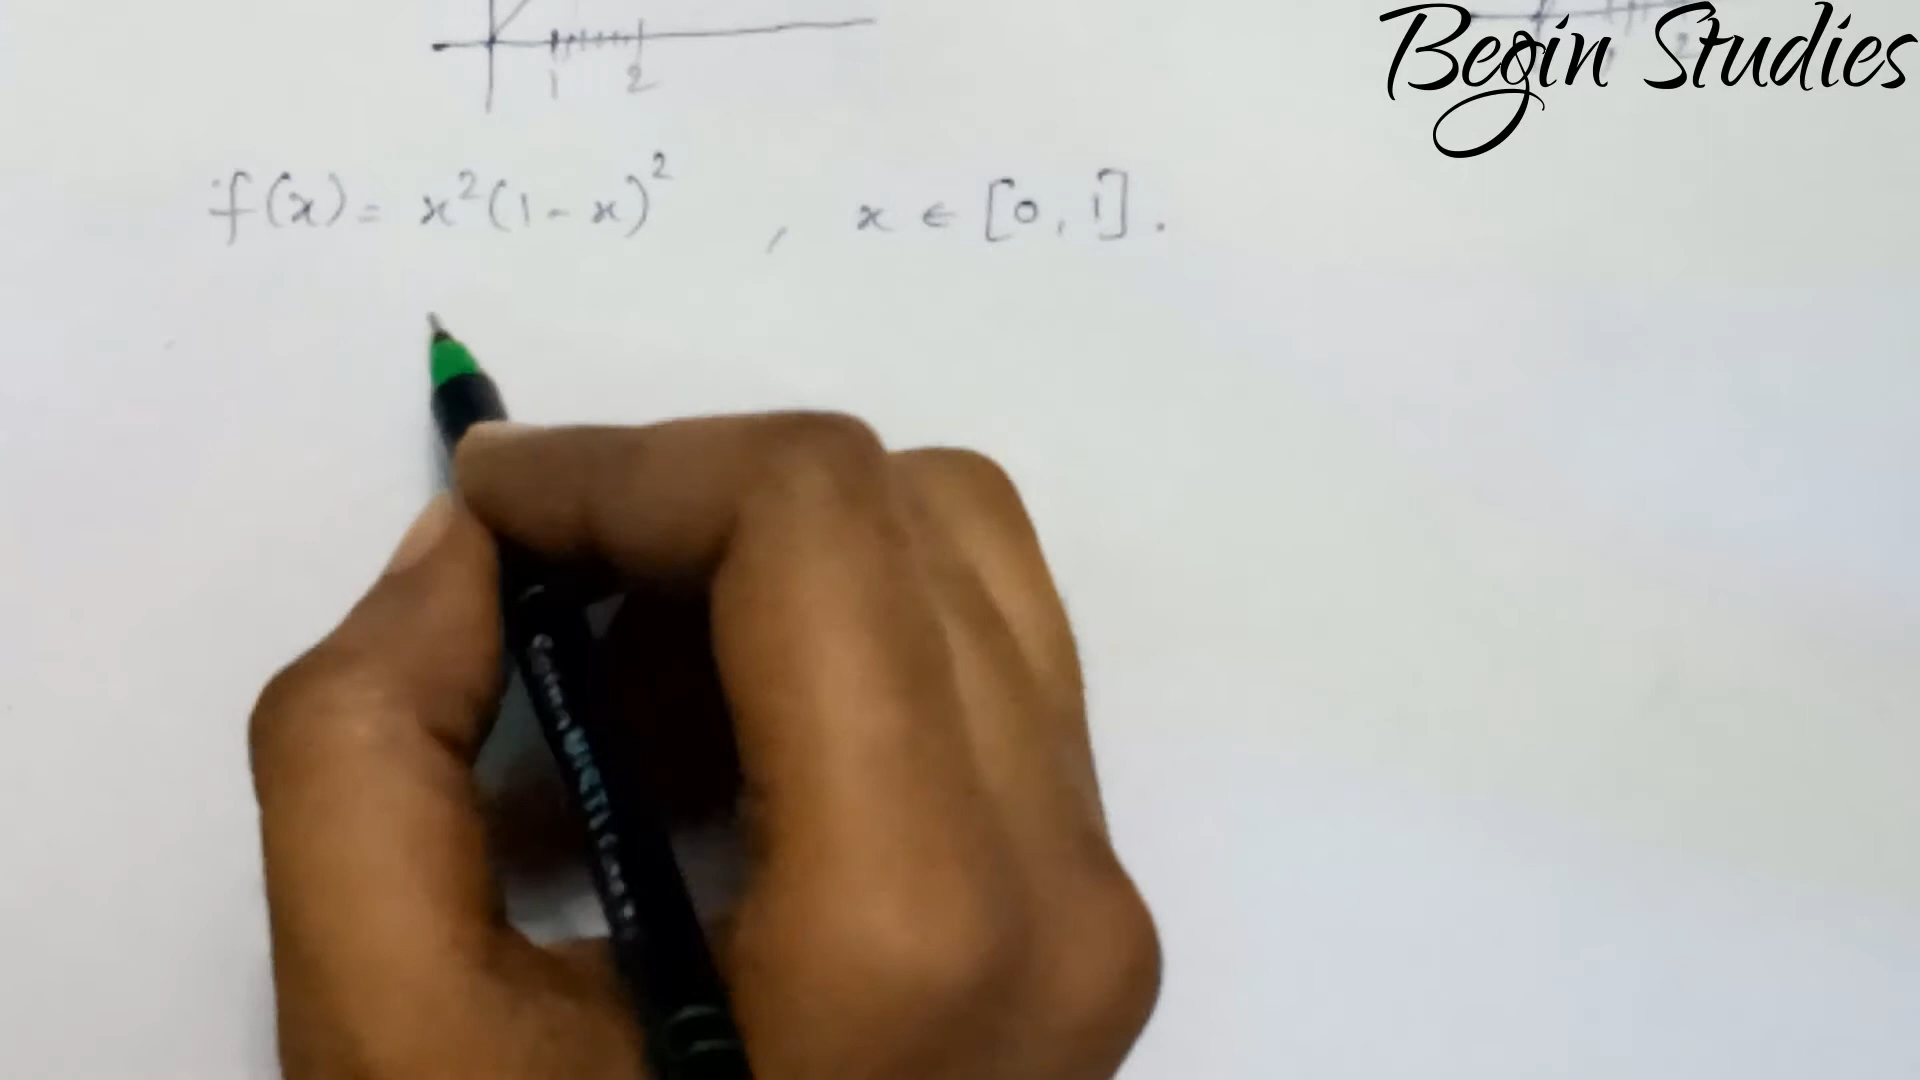 Begin Studies
1 2
f(x) = x²(1-x)² , x ∈ [0, 1].